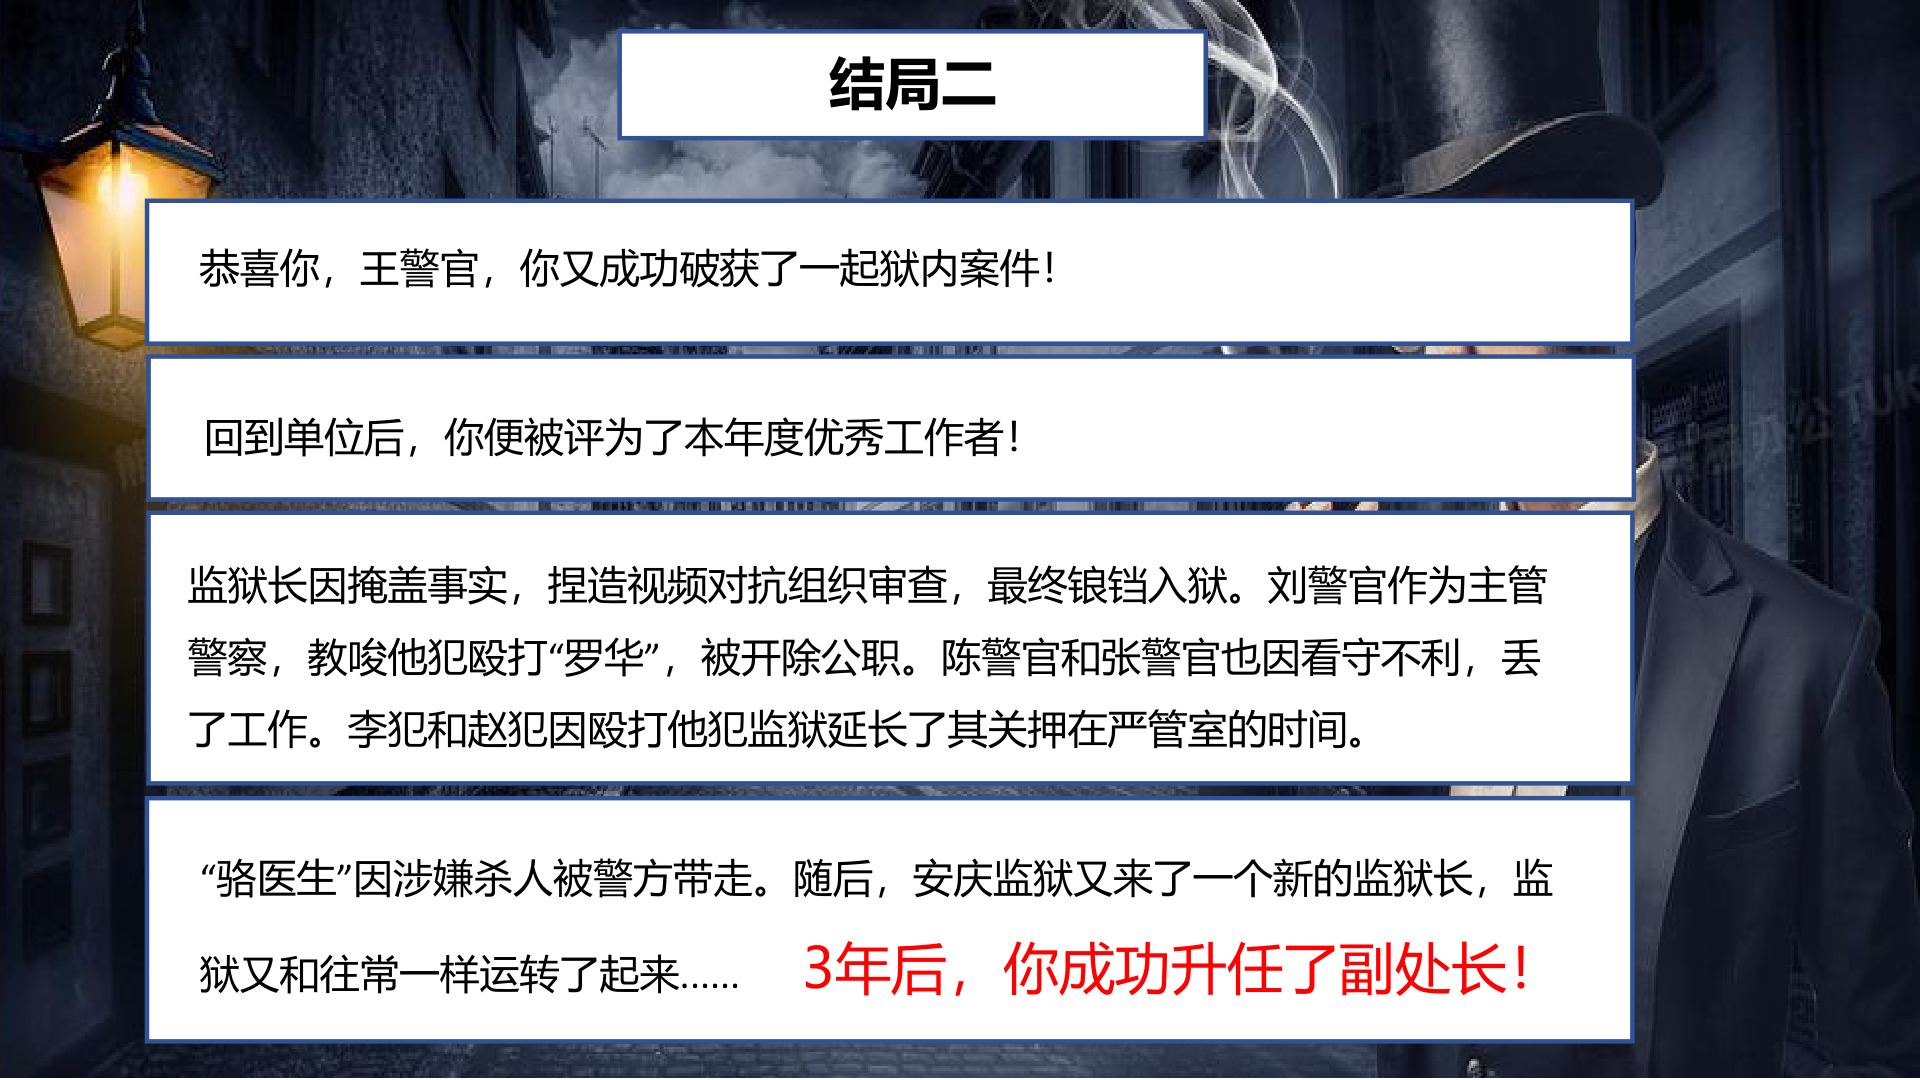 结局二
恭喜你，王警官，你又成功破获了一起狱内案件！
回到单位后，你便被评为了本年度优秀工作者！
监狱长因掩盖事实，捏造视频对抗组织审查，最终锒铛入狱。刘警官作为主管
警察，教唆他犯殴打“罗华”，被开除公职。陈警官和张警官也因看守不利，丢
了工作。李犯和赵犯因殴打他犯监狱延长了其关押在严管室的时间。
“骆医生”因涉嫌杀人被警方带走。随后，安庆监狱又来了一个新的监狱长，监
狱又和往常一样运转了起来...... 3年后，你成功升任了副处长！